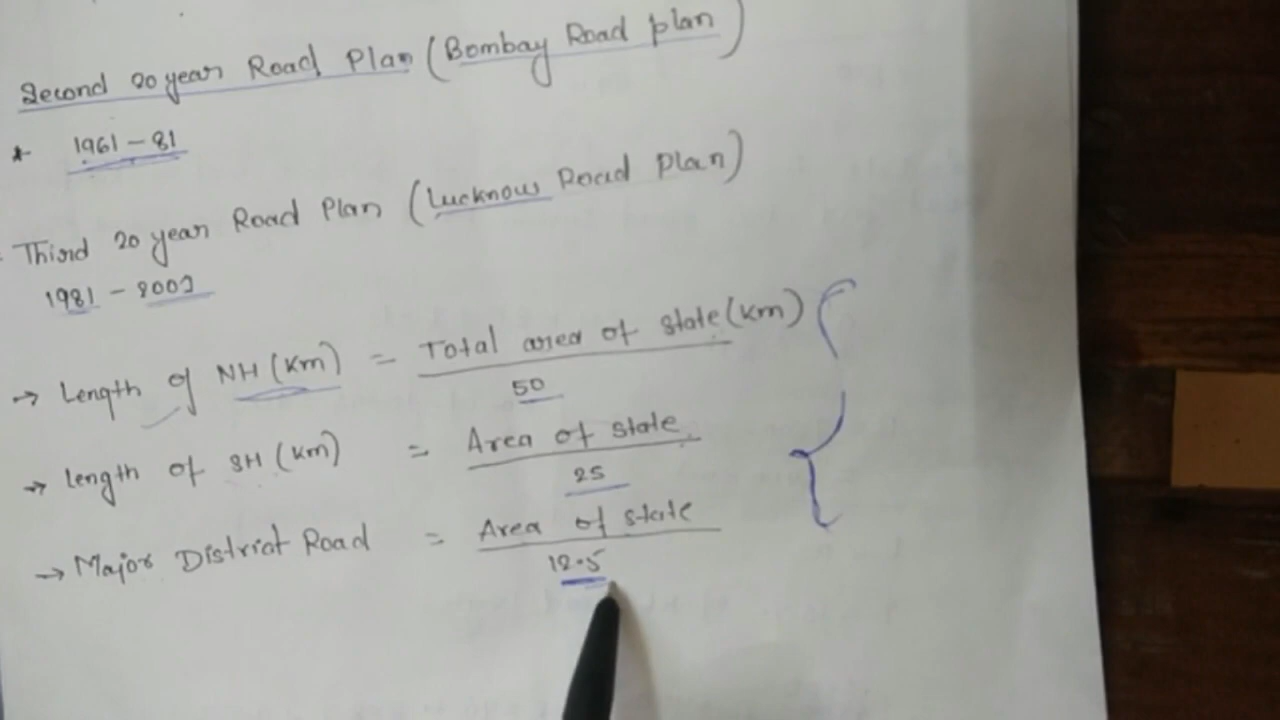 Second 20 year Road Plan (Bombay Road plan)
* 1961 - 81
Third 20 year Road Plan (Lucknow Road Plan)
1981 - 2001
→ Length of NH (Km) = Total area of state (Km) / 50
→ Length of SH (Km) = Area of state / 25
→ Major District Road = Area of state / 12.5